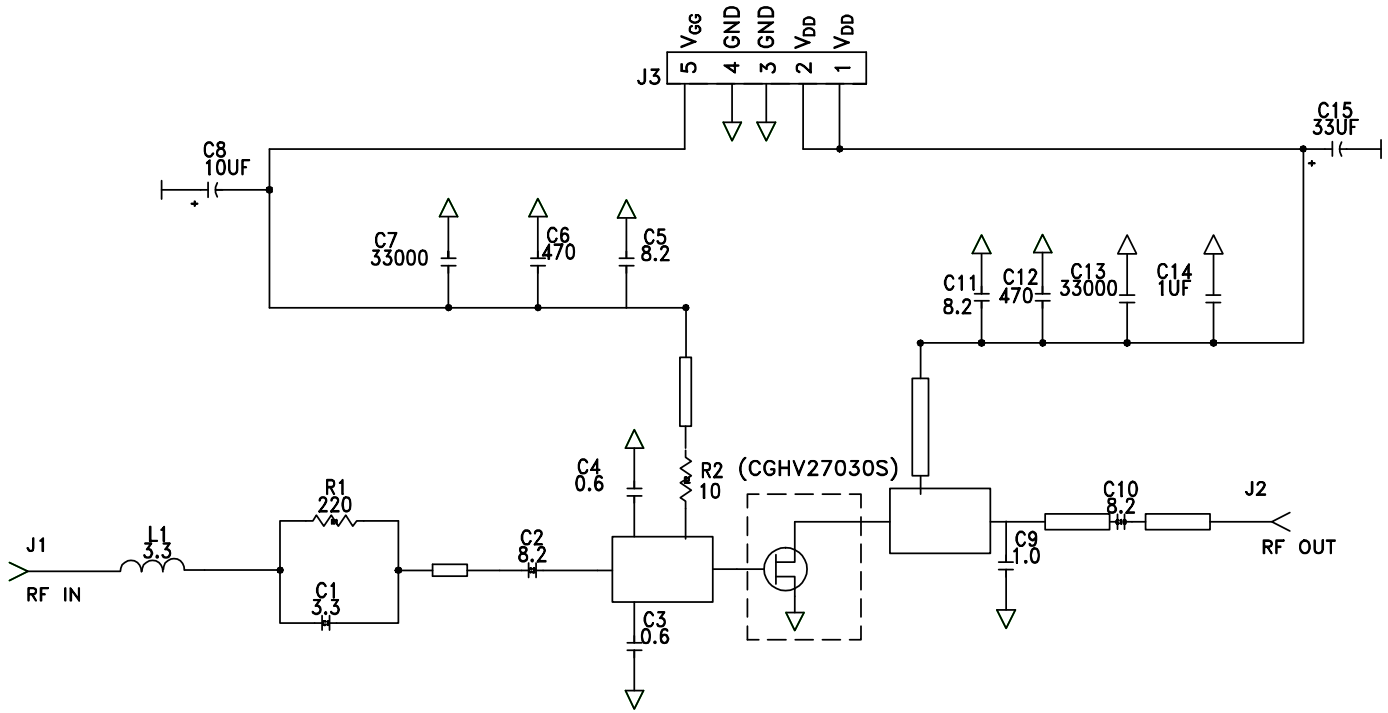 VGG
GND
GND
VDD
VDD
J3
5
4
3
2
1
C15
33UF
C8
10UF
+
+
C7
33000
C6
470
C5
8.2
C11
8.2
C12
470
C13
33000
C14
1UF
C4
0.6
R2
10
(CGHV27030S)
R1
220
C10
8.2
J2
RF OUT
J1
RF IN
L1
3.3
C2
8.2
C9
1.0
C1
3.3
C3
0.6